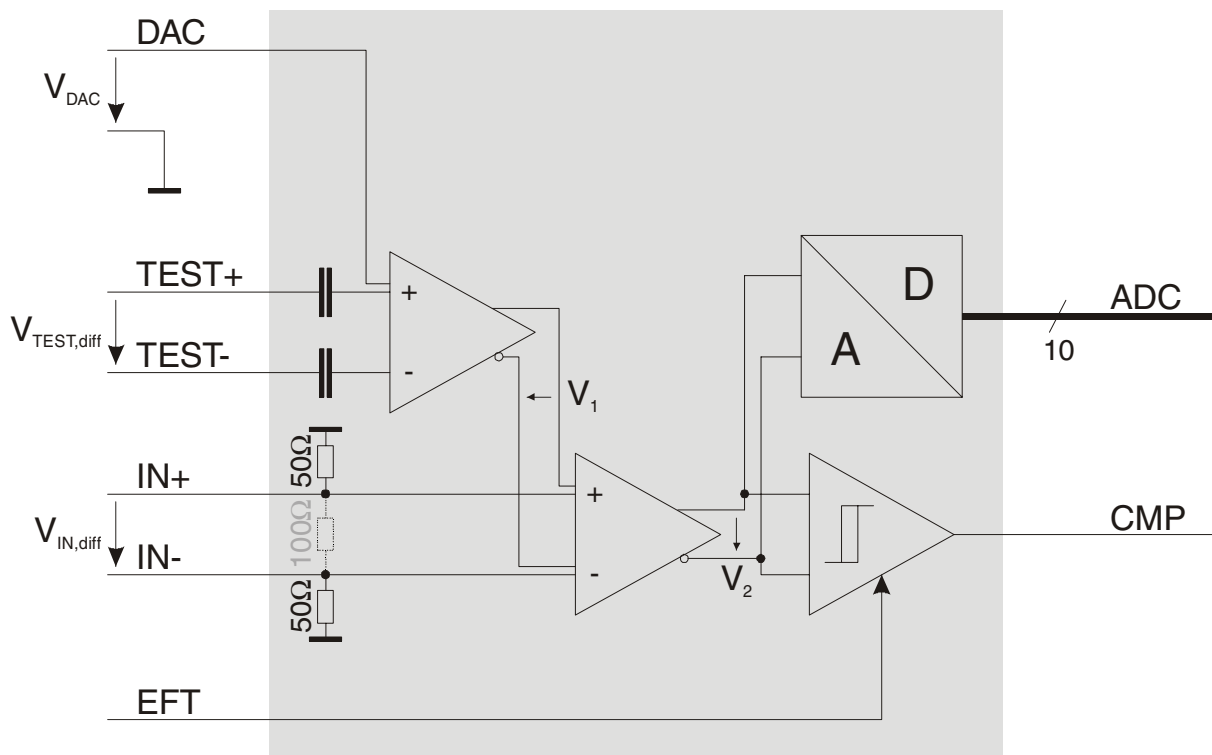 DAC
V_DAC
TEST+
V_TEST,diff
TEST-
+
-
V_1
D
A
ADC
10
50Ω
IN+
100Ω
V_IN,diff
IN-
50Ω
+
-
V_2
CMP
EFT